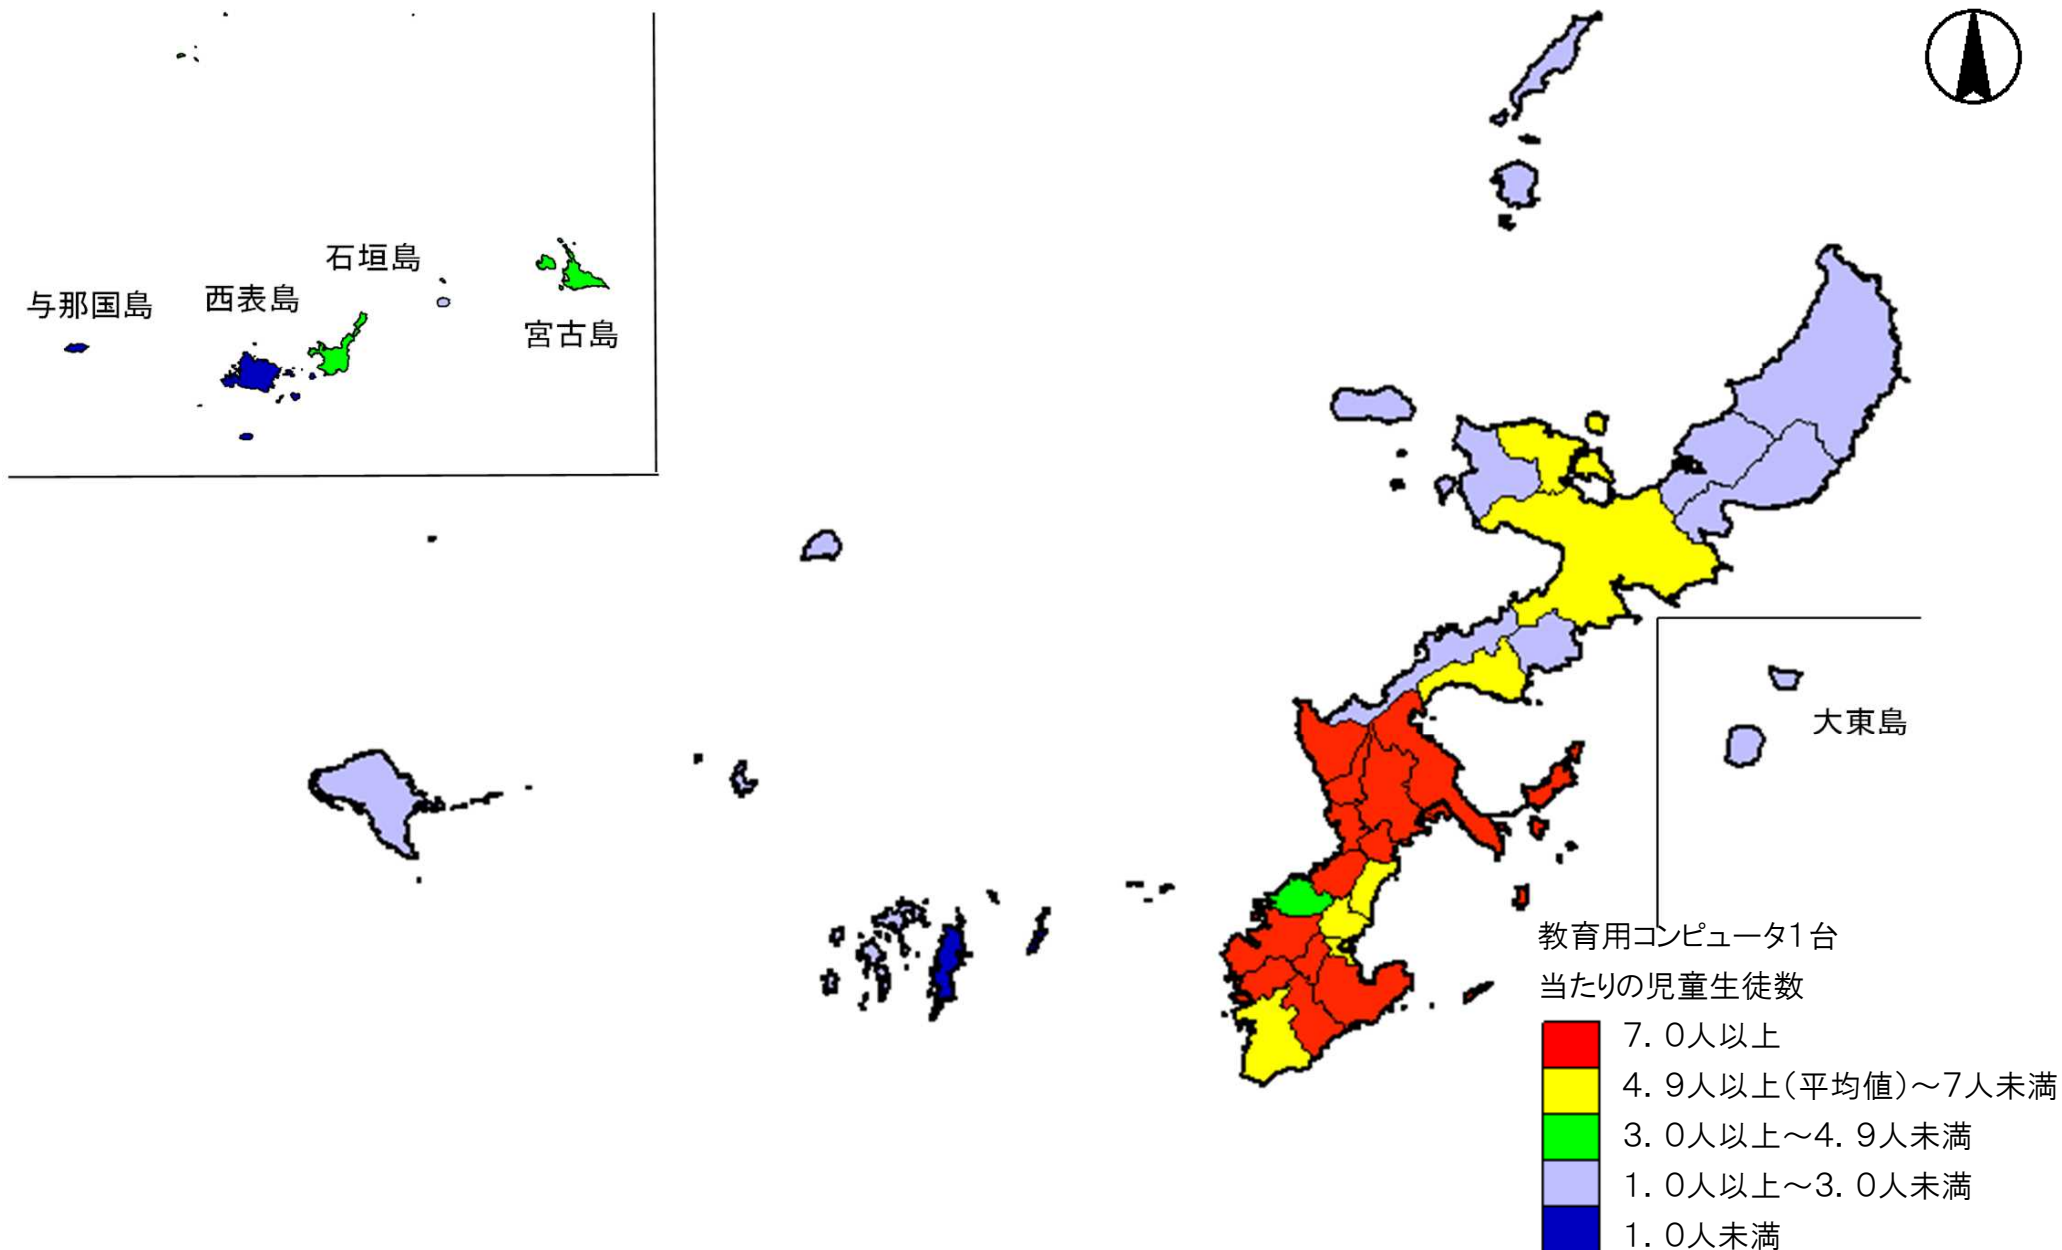 石垣島
西表島
与那国島
宮古島
大東島
教育用コンピュータ1台
当たりの児童生徒数
7．0人以上
4．9人以上（平均値）～7人未満
3．0人以上～4．9人未満
1．0人以上～3．0人未満
1．0人未満